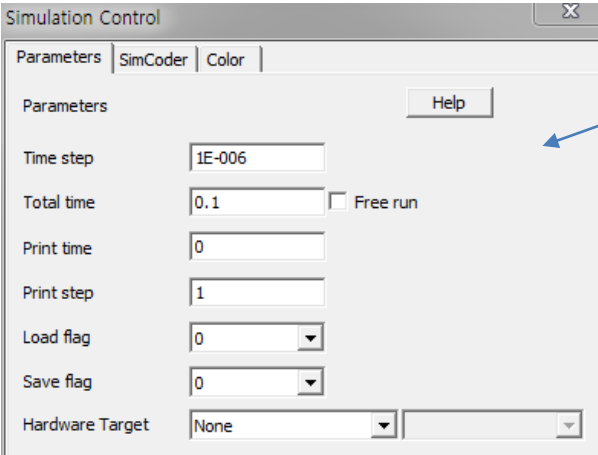 Simulation Control
Parameters SimCoder Color
Parameters Help
Time step 1E-006
Total time 0.1 Free run
Print time 0
Print step 1
Load flag 0
Save flag 0
Hardware Target None